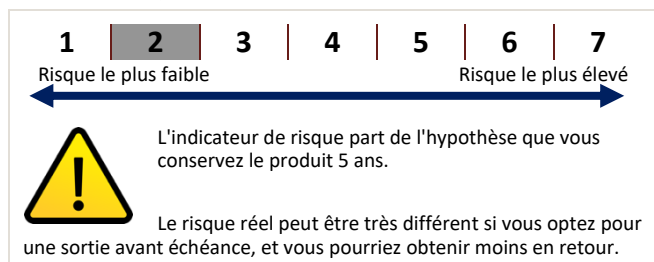 1 2 3 4 5 6 7
Risque le plus faible Risque le plus élevé
L'indicateur de risque part de l'hypothèse que vous
conservez le produit 5 ans.
Le risque réel peut être très différent si vous optez pour
une sortie avant échéance, et vous pourriez obtenir moins en retour.